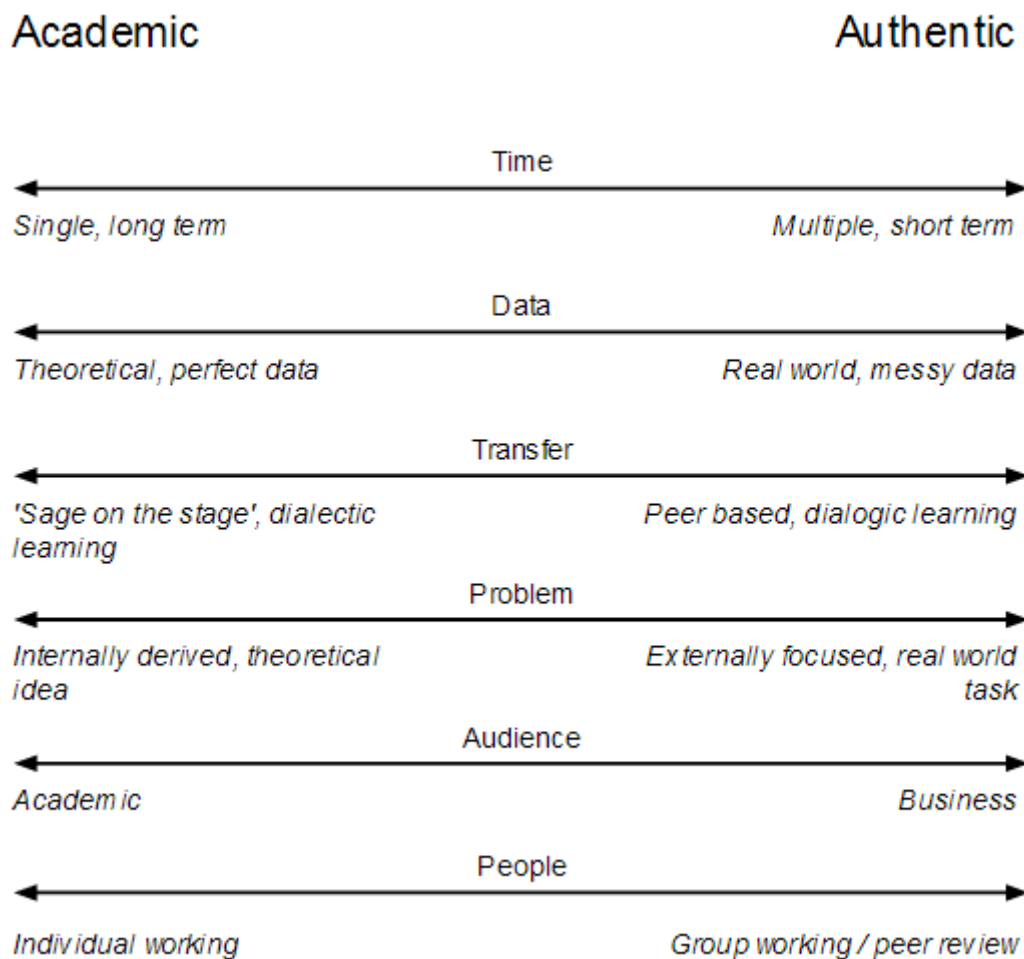 Academic
Authentic
Time
Single, long term
Multiple, short term
Data
Theoretical, perfect data
Real world, messy data
Transfer
'Sage on the stage', dialectic
learning
Peer based, dialogic learning
Problem
Internally derived, theoretical
idea
Externally focused, real world
task
Audience
Academic
Business
People
Individual working
Group working / peer review